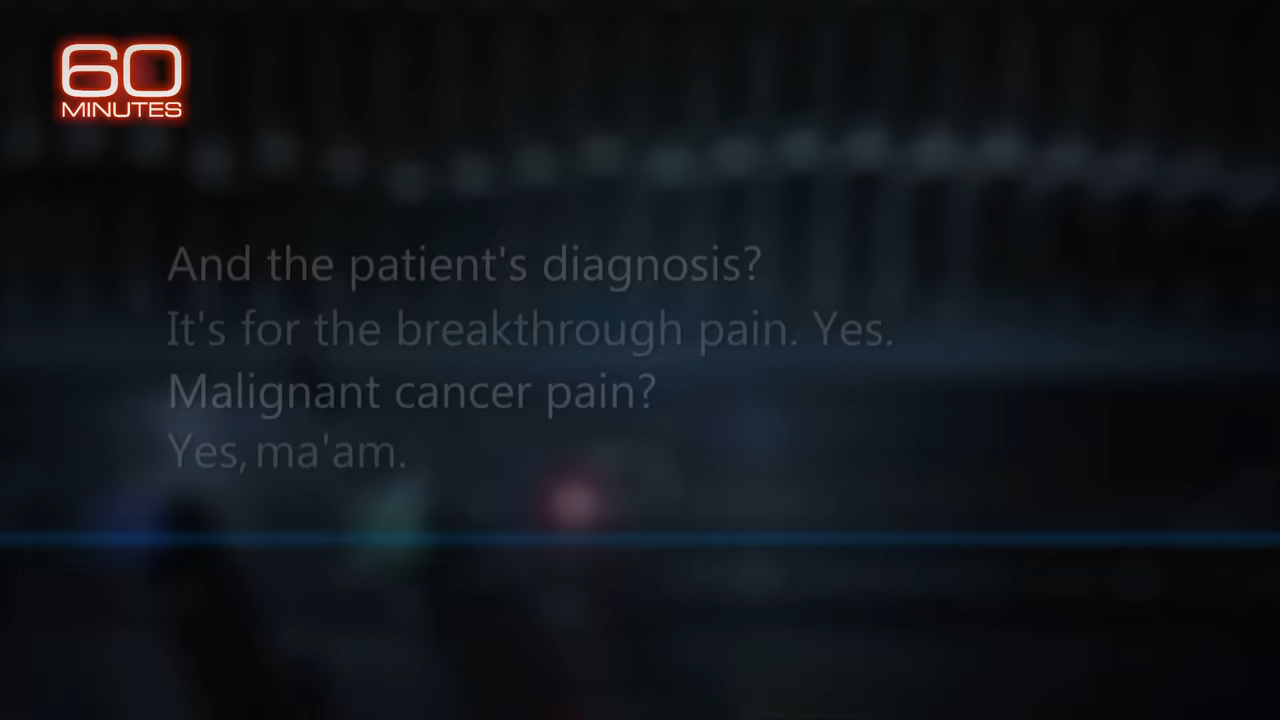 60
MINUTES
And the patient's diagnosis?
It's for the breakthrough pain. Yes.
Malignant cancer pain?
Yes, ma'am.